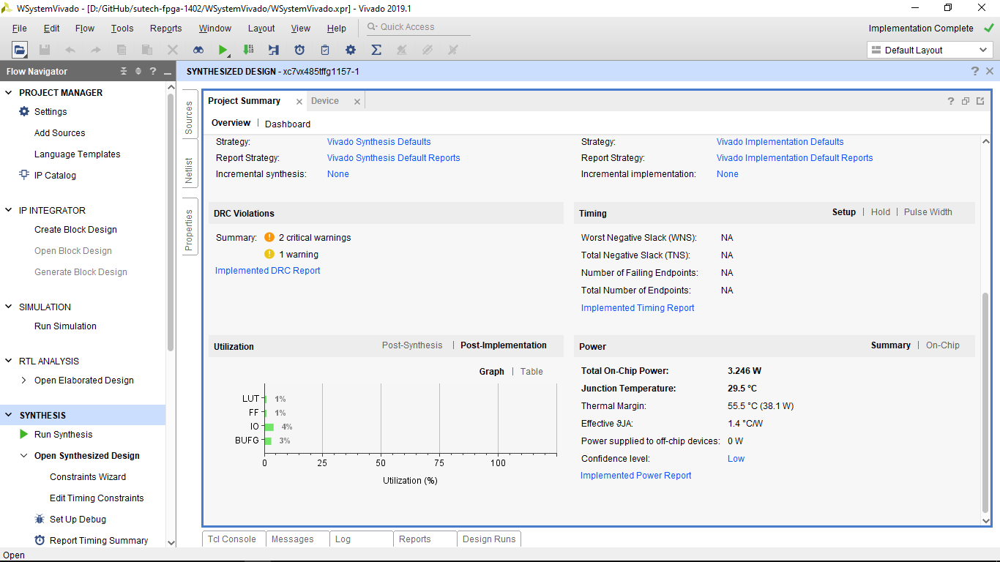 WSystemVivado - [D:/GitHub/sutech-fpga-1402/WSystemVivado/WSystemVivado.xpr] - Vivado 2019.1
File Edit Flow Tools Reports Window Layout View Help Quick Access Implementation Complete
Default Layout
Flow Navigator
PROJECT MANAGER
Settings
Add Sources
Language Templates
IP Catalog
IP INTEGRATOR
Create Block Design
Open Block Design
Generate Block Design
SIMULATION
Run Simulation
RTL ANALYSIS
Open Elaborated Design
SYNTHESIS
Run Synthesis
Open Synthesized Design
Constraints Wizard
Edit Timing Constraints
Set Up Debug
Report Timing Summary
SYNTHESIZED DESIGN - xc7vx485tffg1157-1
Sources
Netlist
Properties
Project Summary Device
Overview | Dashboard
Strategy: Vivado Synthesis Defaults
Report Strategy: Vivado Synthesis Default Reports
Incremental synthesis: None
Strategy: Vivado Implementation Defaults
Report Strategy: Vivado Implementation Default Reports
Incremental implementation: None
DRC Violations
Summary: 2 critical warnings
1 warning
Implemented DRC Report
Timing Setup | Hold | Pulse Width
Worst Negative Slack (WNS): NA
Total Negative Slack (TNS): NA
Number of Failing Endpoints: NA
Total Number of Endpoints: NA
Implemented Timing Report
Utilization Post-Synthesis | Post-Implementation
Graph | Table
LUT 1%
FF 1%
IO 4%
BUFG 3%
0 25 50 75 100
Utilization (%)
Power Summary | On-Chip
Total On-Chip Power: 3.246 W
Junction Temperature: 29.5 °C
Thermal Margin: 55.5 °C (38.1 W)
Effective ϑJA: 1.4 °C/W
Power supplied to off-chip devices: 0 W
Confidence level: Low
Implemented Power Report
Tcl Console Messages Log Reports Design Runs
Open